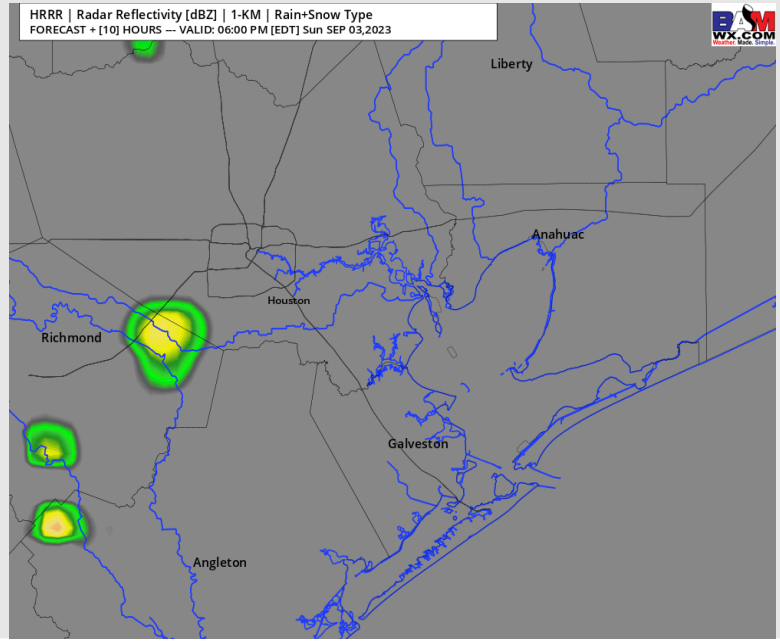 HRRR | Radar Reflectivity [dBZ] | 1-KM | Rain+Snow Type
FORECAST + [10] HOURS --- VALID: 06:00 PM [EDT] Sun SEP 03,2023
BAM
WX.COM
Weather. Made. Simple.
Liberty
Anahuac
Houston
Richmond
Galveston
Angleton